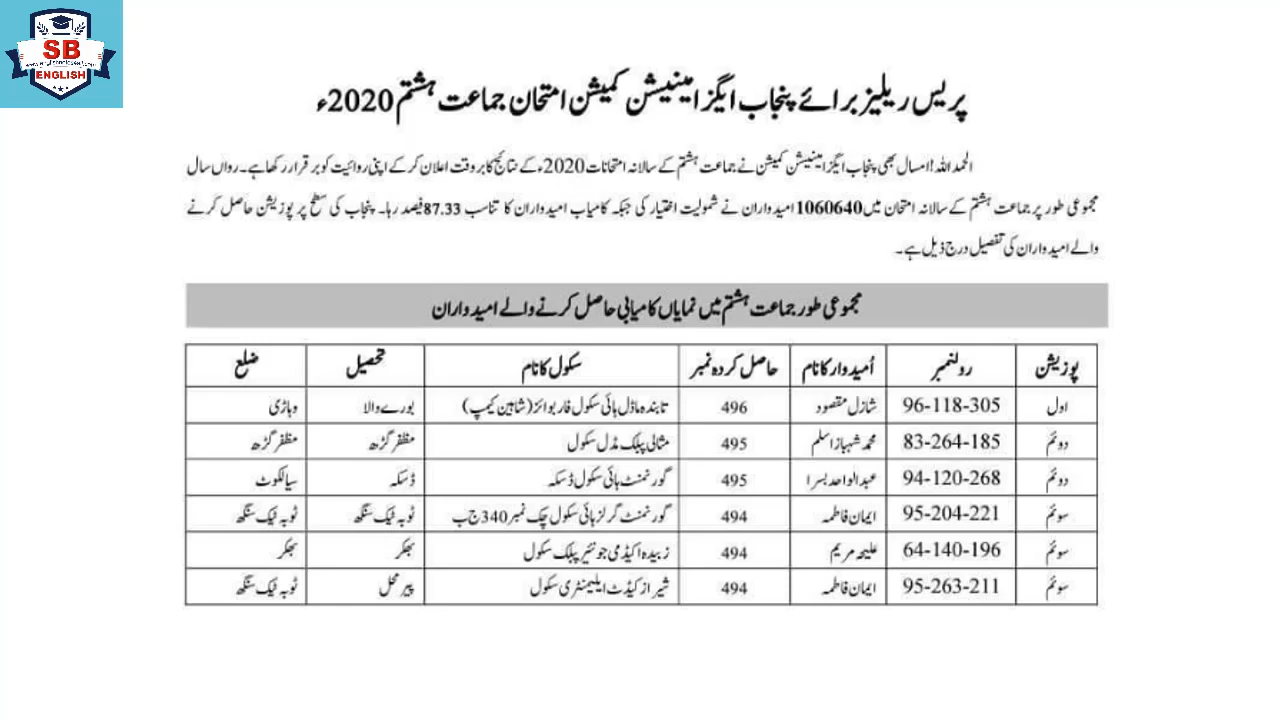 SB
ENGLISH
پریس ریلیز برائے پنجاب ایگزامینیشن کمیشن امتحان جماعت ہشتم 2020ء
الحمداللہ! امسال بھی پنجاب ایگزامینیشن کمیشن نے جماعت ہشتم کے سالانہ امتحانات 2020ء کے نتائج کا بروقت اعلان کر کے اپنی روائیت کو برقرار رکھا ہے۔ رواں سال
مجموعی طور پر جماعت ہشتم کے سالانہ امتحان میں 1060640 امیدواران نے شمولیت اختیار کی جبکہ کامیاب امیدواران کا تناسب 87.33 فیصد رہا۔ پنجاب کی سطح پر پوزیشن حاصل کرنے
والے امیدواران کی تفصیل درج ذیل ہے۔
مجموعی طور جماعت ہشتم میں نمایاں کامیابی حاصل کرنے والے امیدواران
پوزیشن رولنمبر اُمیدوار کا نام حاصل کردہ نمبر سکول کا نام تحصیل ضلع
اول 96-118-305 شازل مقصود 496 تابندہ ماڈل ہائی سکول فار بوائز (شاہین کیمپ) بورے والا وہاڑی
دوئم 83-264-185 محمد شہباز اسلم 495 مثالی پبلک مڈل سکول مظفر گڑھ مظفر گڑھ
دوئم 94-120-268 عبدالواحد بسرا 495 گورنمنٹ ہائی سکول ڈسکہ ڈسکہ سیالکوٹ
سوئم 95-204-221 ایمان فاطمہ 494 گورنمنٹ گرلز ہائی سکول چک نمبر 340 ج ب ٹوبہ ٹیک سنگھ ٹوبہ ٹیک سنگھ
سوئم 64-140-196 علیحہ مریم 494 زبیدہ اکیڈمی جونئیر پبلک سکول بھکر بھکر
سوئم 95-263-211 ایمان فاطمہ 494 شیراز کیڈٹ ایلیمنٹری سکول پیر محل ٹوبہ ٹیک سنگھ